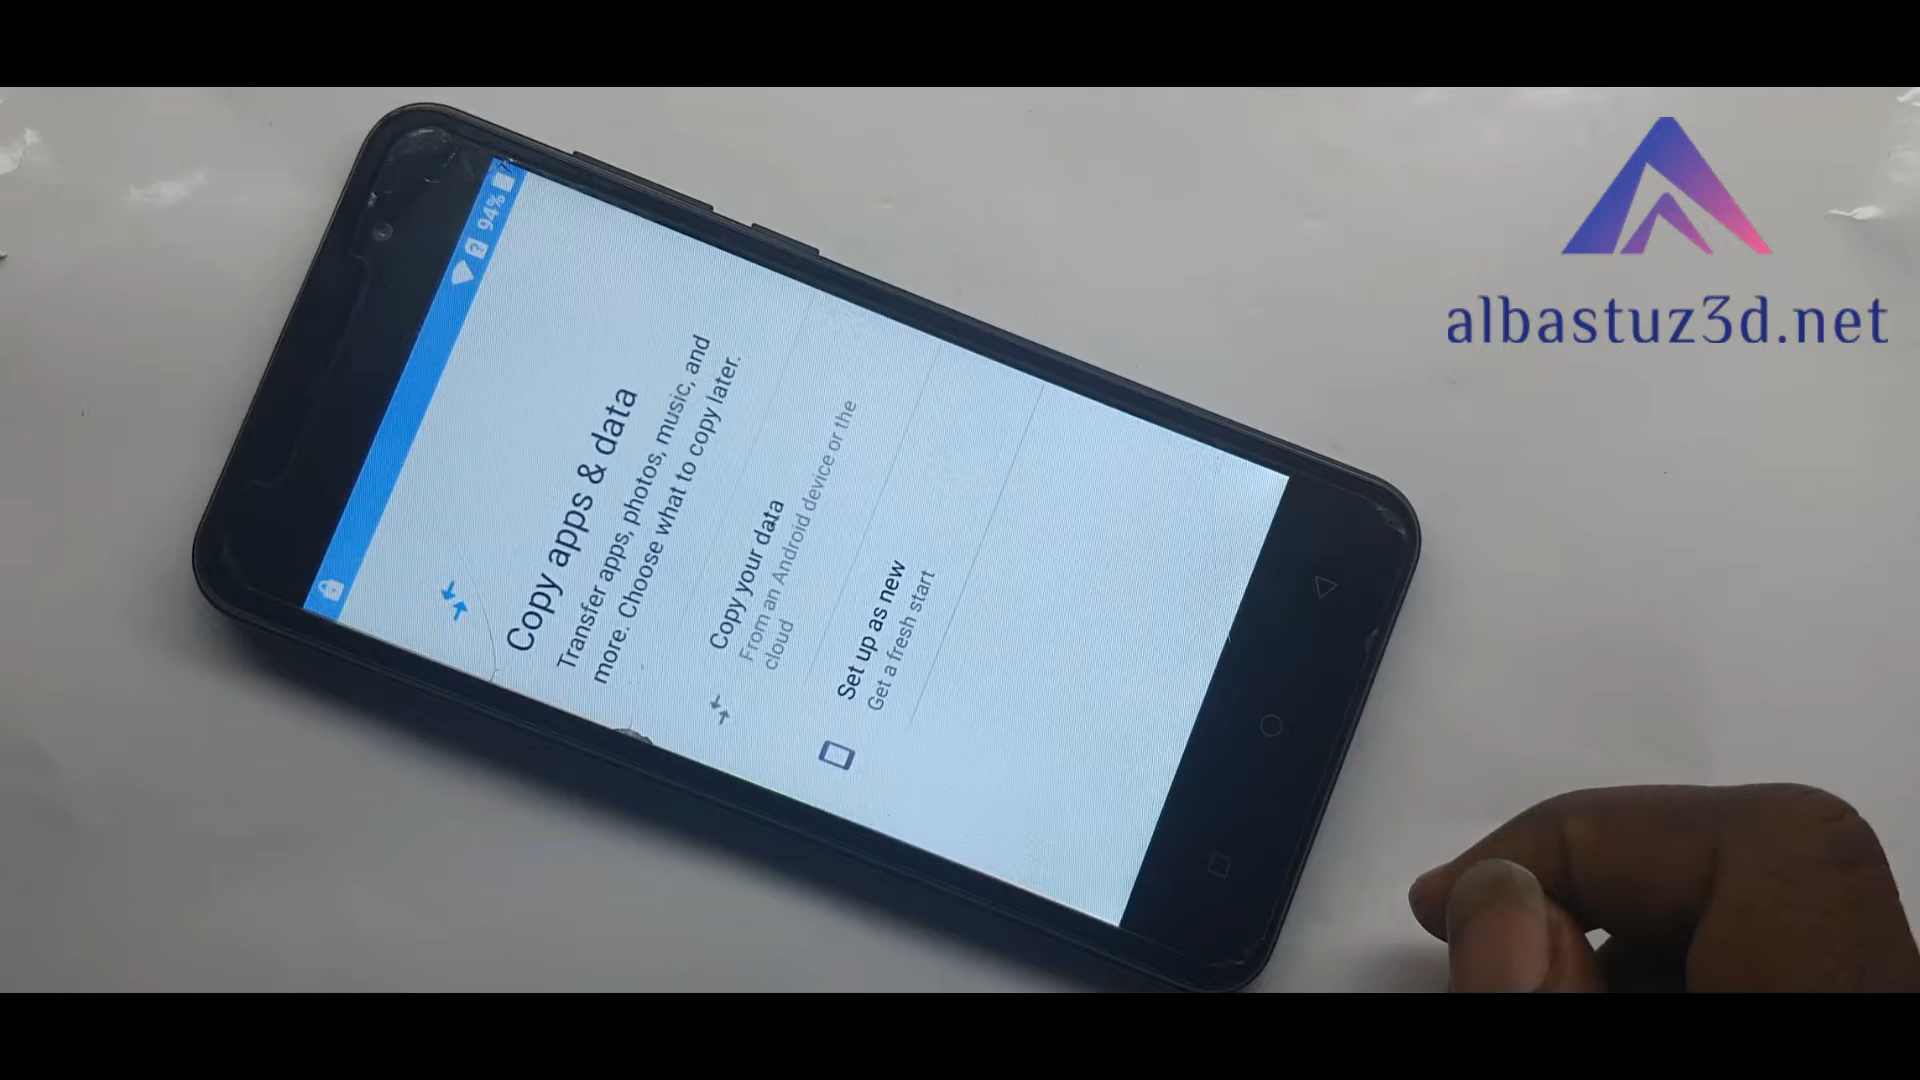 94%
Copy apps & data
Transfer apps, photos, music, and
more. Choose what to copy later.
Copy your data
From an Android device or the
cloud
Set up as new
Get a fresh start
albastuz3d.net